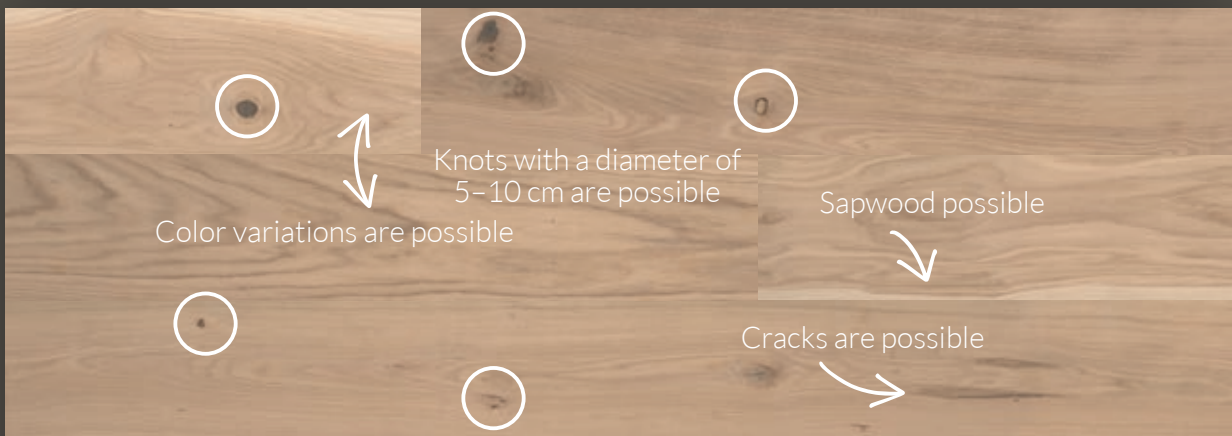 Knots with a diameter of
5–10 cm are possible
Sapwood possible
Color variations are possible
Cracks are possible